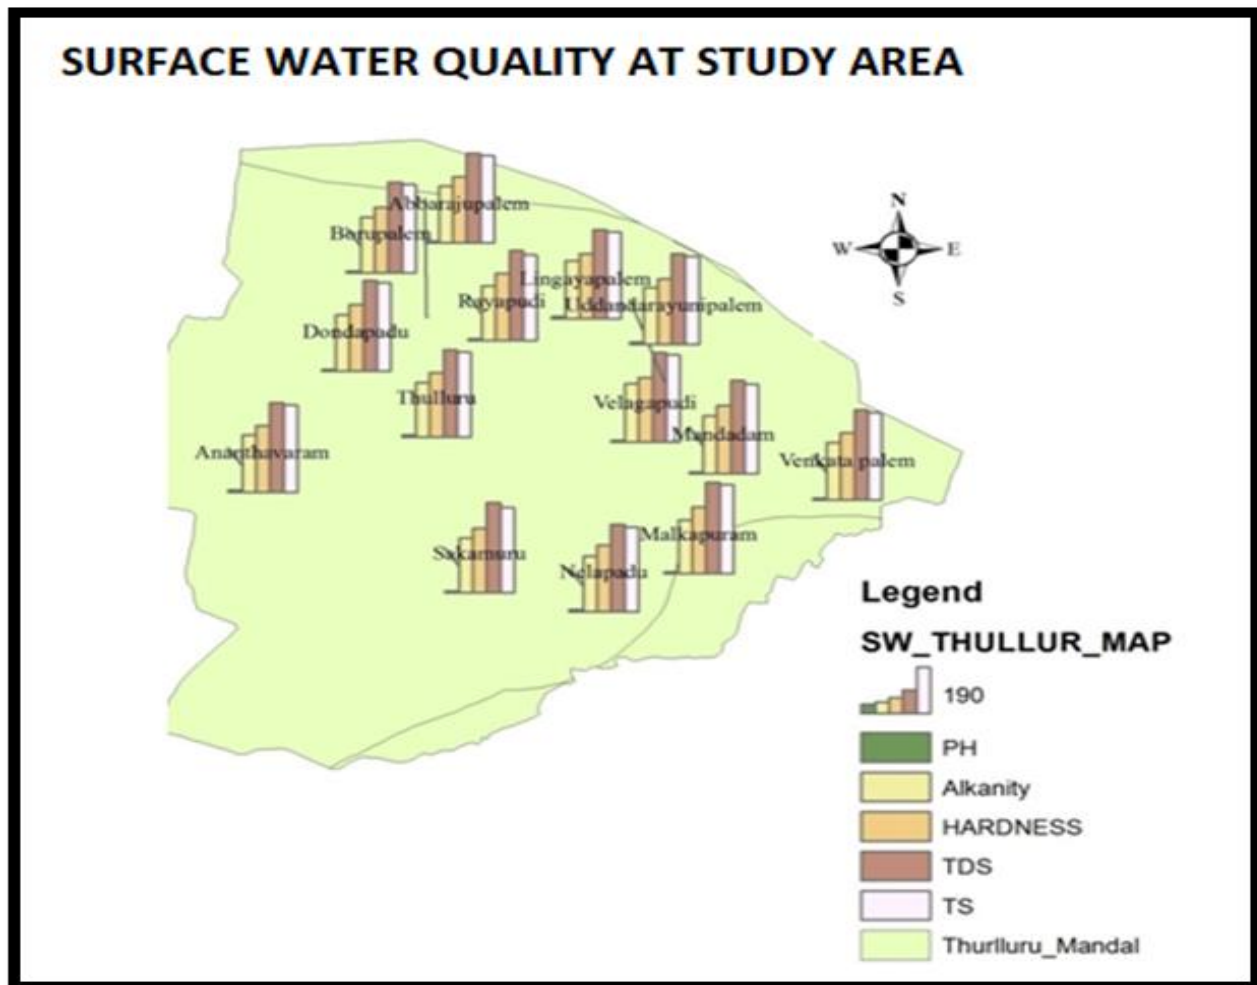 SURFACE WATER QUALITY AT STUDY AREA
Abbarajupalem
Borupalem
N
W E
S
Lingayapalem
Rayapudi
Uddandarayunipalem
Dondapadu
Thulluru
Velagapudi
Mandadam
Ananthavaram
Venkata palem
Malkapuram
Sakamuru
Nelapadu
Legend
SW_THULLUR_MAP
190
PH
Alkanity
HARDNESS
TDS
TS
Thurlluru_Mandal